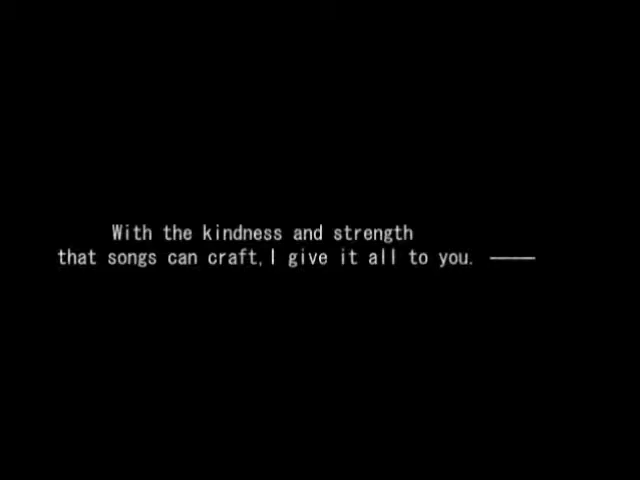 With the kindness and strength
that songs can craft,I give it all to you. ――